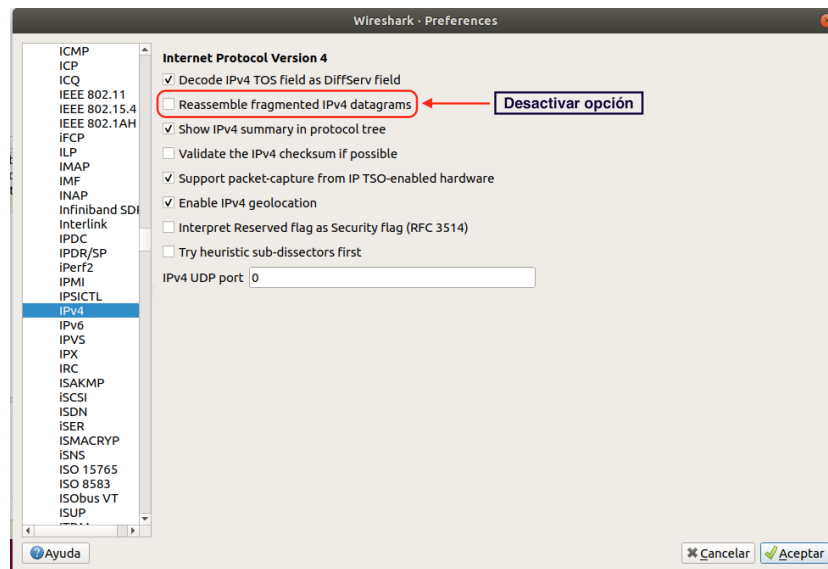 Wireshark · Preferences
ICMP
ICP
ICQ
IEEE 802.11
IEEE 802.15.4
IEEE 802.1AH
iFCP
ILP
IMAP
IMF
INAP
Infiniband SDP
Interlink
IPDC
IPDR/SP
iPerf2
IPMI
IPSICTL
IPv4
IPv6
IPVS
IPX
IRC
ISAKMP
iSCSI
ISDN
iSER
ISMACRYP
iSNS
ISO 15765
ISO 8583
ISObus VT
ISUP
Internet Protocol Version 4
Decode IPv4 TOS field as DiffServ field
Reassemble fragmented IPv4 datagrams
Desactivar opción
Show IPv4 summary in protocol tree
Validate the IPv4 checksum if possible
Support packet-capture from IP TSO-enabled hardware
Enable IPv4 geolocation
Interpret Reserved flag as Security flag (RFC 3514)
Try heuristic sub-dissectors first
IPv4 UDP port 0
Ayuda
Cancelar
Aceptar